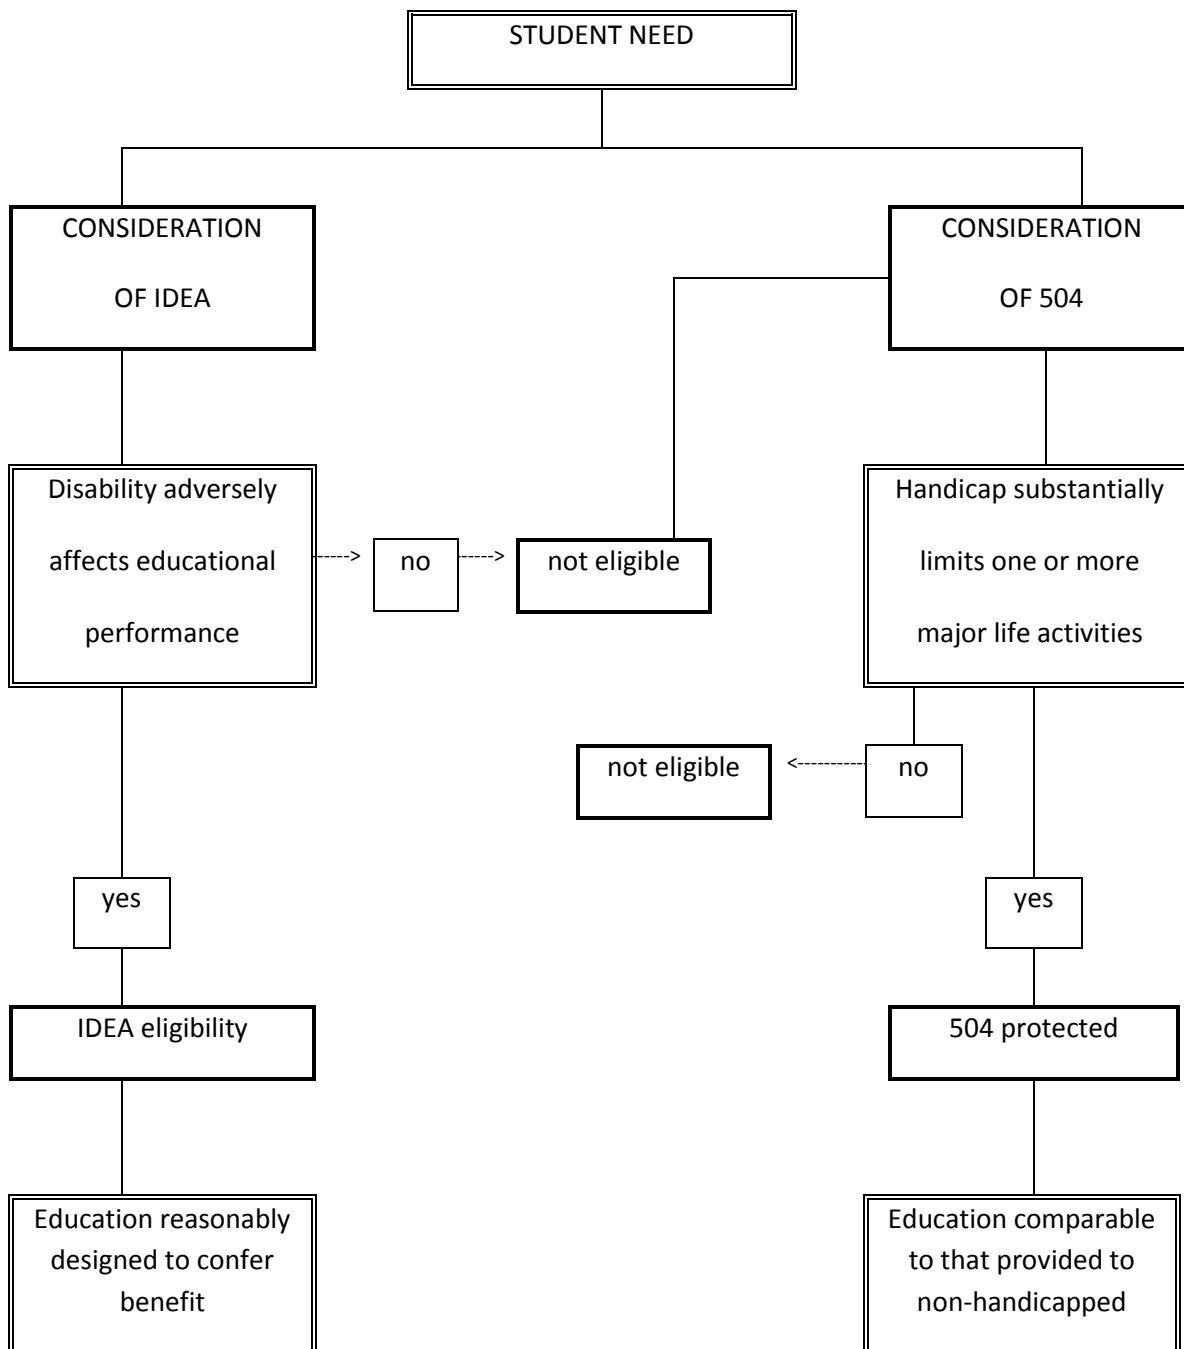 STUDENT NEED
CONSIDERATION
OF IDEA
CONSIDERATION
OF 504
Disability adversely
affects educational
performance
no
not eligible
Handicap substantially
limits one or more
major life activities
not eligible
no
yes
yes
IDEA eligibility
504 protected
Education reasonably
designed to confer
benefit
Education comparable
to that provided to
non-handicapped